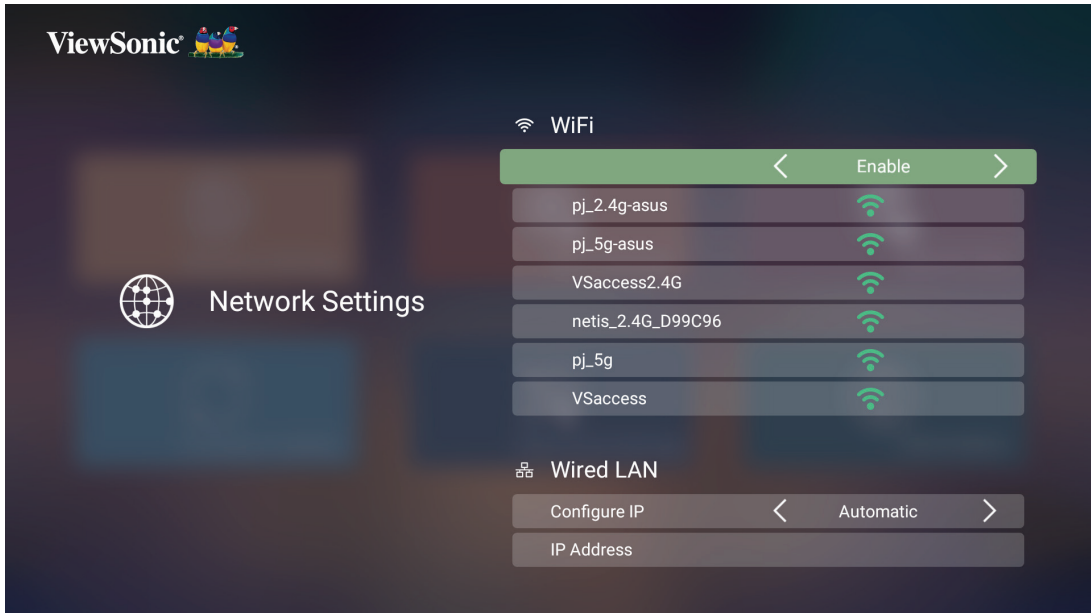 ViewSonic®
WiFi
Enable
pj_2.4g-asus
pj_5g-asus
VSaccess2.4G
Network Settings
netis_2.4G_D99C96
pj_5g
VSaccess
Wired LAN
Configure IP Automatic
IP Address